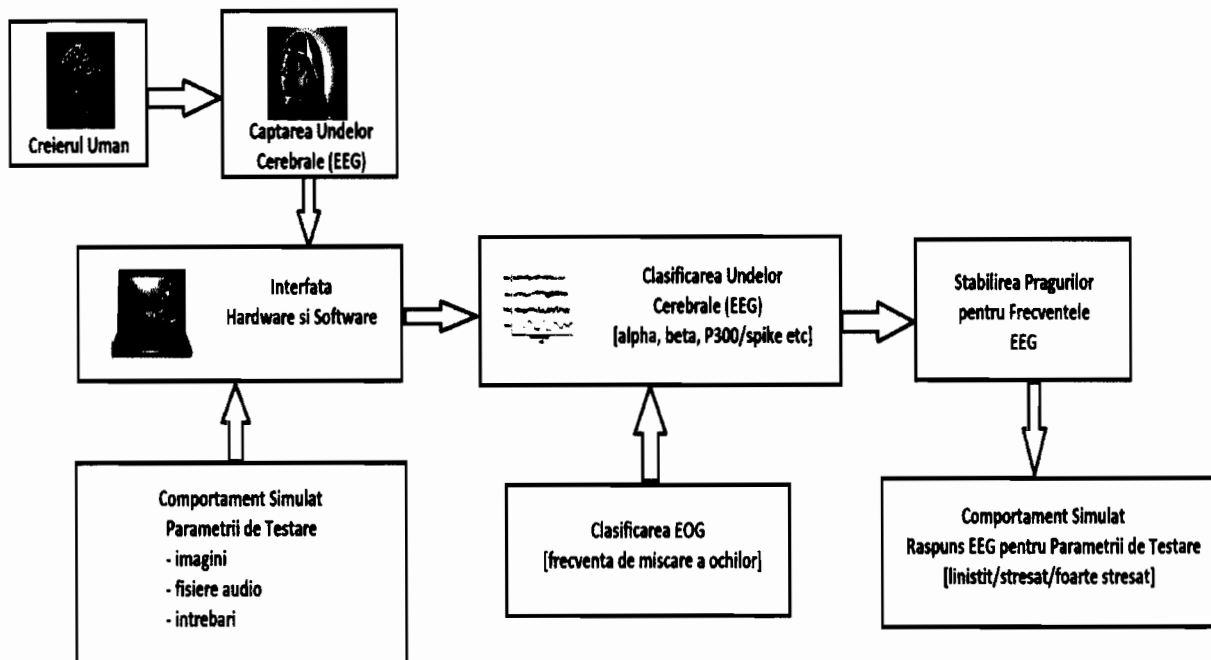 Creierul Uman
Captarea Undelor
Cerebrale (EEG)
Interfata
Hardware si Software
Clasificarea Undelor
Cerebrale (EEG)
[alpha, beta, P300/spike etc]
Stabilirea Pragurilor
pentru Frecventele
EEG
Comportament Simulat
Parametrii de Testare
- imagini
- fisiere audio
- intrebari
Clasificarea EOG
[frecventa de miscare a ochilor]
Comportament Simulat
Raspuns EEG pentru Parametrii de Testare
[linistit/stresat/foarte stresat]